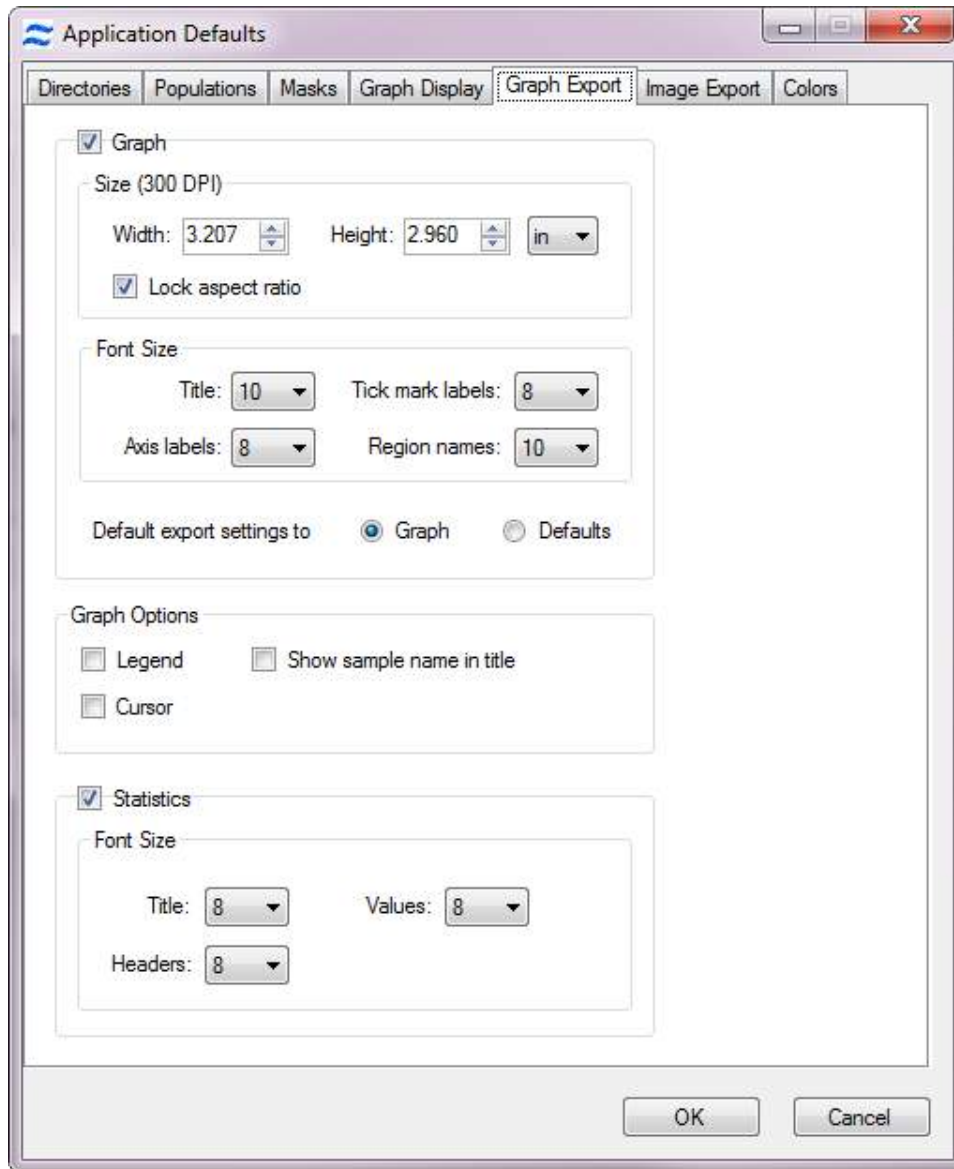 Application Defaults
Directories Populations Masks Graph Display Graph Export Image Export Colors
Graph
Size (300 DPI)
Width: 3.207 Height: 2.960 in
Lock aspect ratio
Font Size
Title: 10 Tick mark labels: 8
Axis labels: 8 Region names: 10
Default export settings to Graph Defaults
Graph Options
Legend Show sample name in title
Cursor
Statistics
Font Size
Title: 8 Values: 8
Headers: 8
OK Cancel